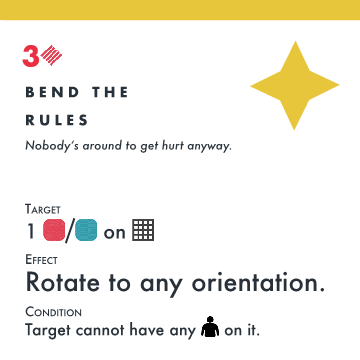 3
BEND THE
RULES
Nobody's around to get hurt anyway.
TARGET
1 / on
EFFECT
Rotate to any orientation.
CONDITION
Target cannot have any on it.